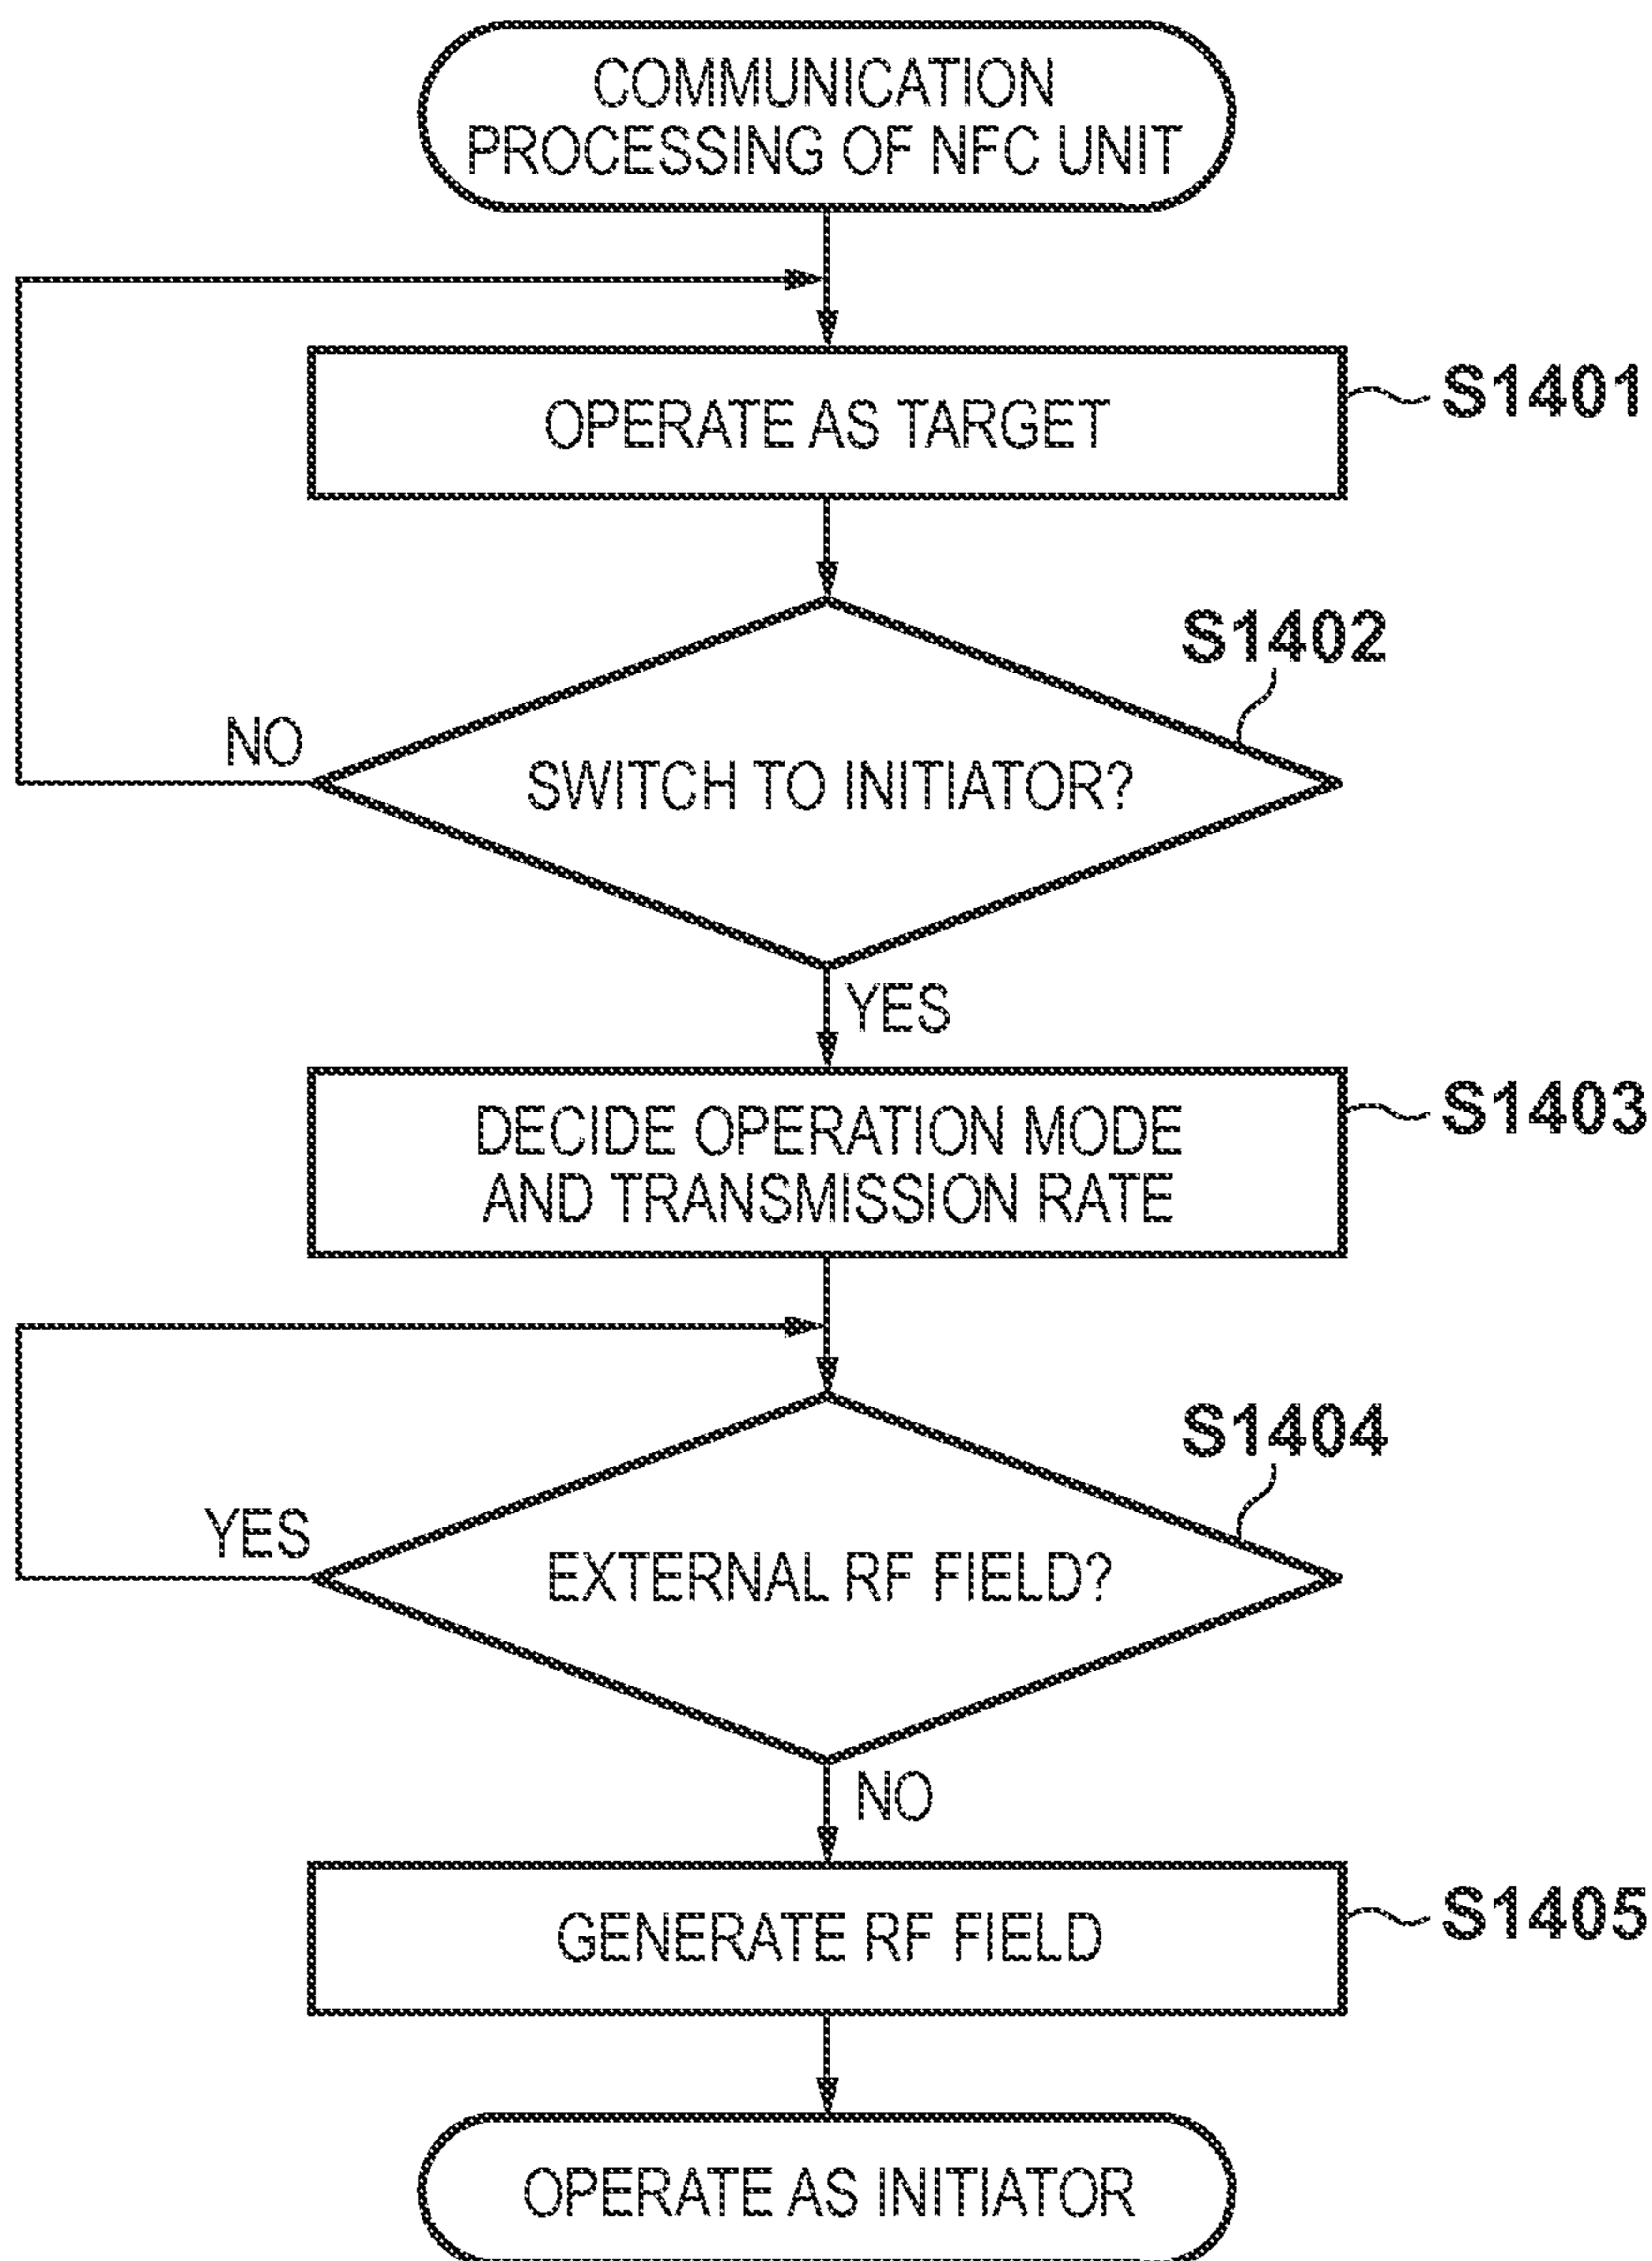 COMMUNICATION
PROCESSING OF NFC UNIT
OPERATE AS TARGET
S1401
S1402
NO
SWITCH TO INITIATOR?
YES
DECIDE OPERATION MODE
AND TRANSMISSION RATE
S1403
S1404
YES
EXTERNAL RF FIELD?
NO
GENERATE RF FIELD
S1405
OPERATE AS INITIATOR